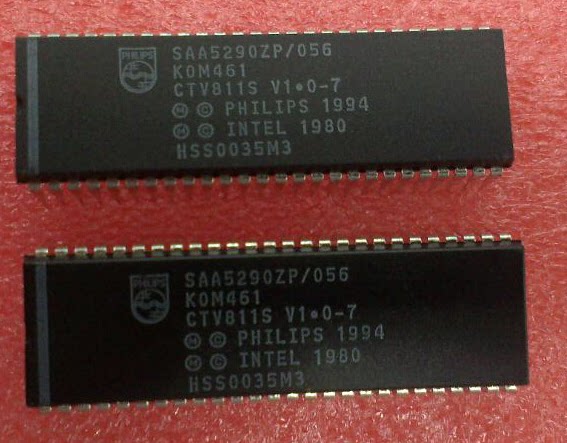 PHILIPS
SAA5290ZP/056
K0M461
CTV811S V1•0-7
Ⓜ © PHILIPS 1994
Ⓜ © INTEL 1980
HSS0035M3
PHILIPS
SAA5290ZP/056
K0M461
CTV811S V1•0-7
Ⓜ © PHILIPS 1994
Ⓜ © INTEL 1980
HSS0035M3